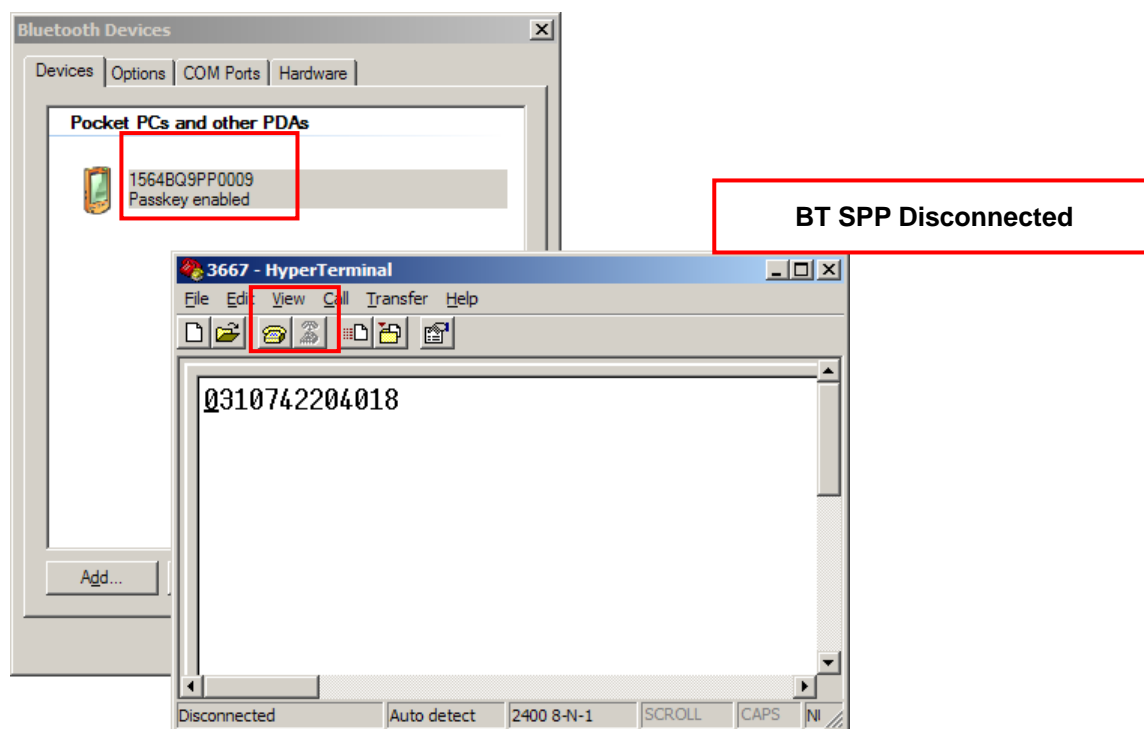 Bluetooth Devices
Devices Options COM Ports Hardware
Pocket PCs and other PDAs
1564BQ9PP0009
Passkey enabled
BT SPP Disconnected
3667 - HyperTerminal
File Edit View Call Transfer Help
0310742204018
Add...
Disconnected Auto detect 2400 8-N-1 SCROLL CAPS